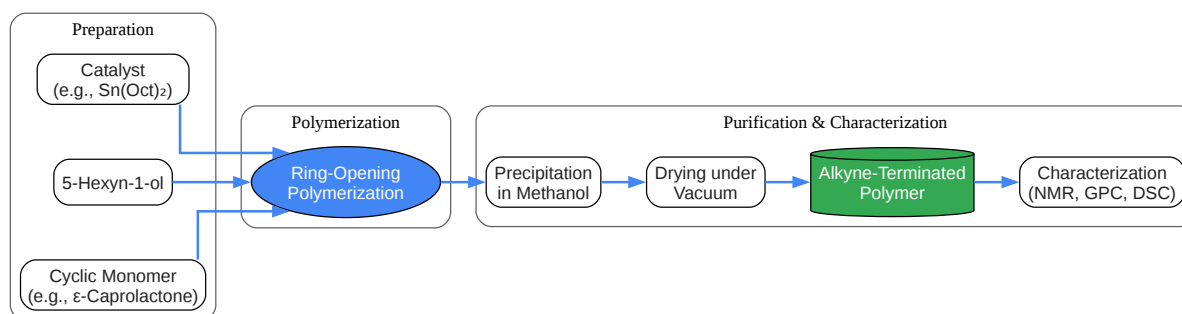 Preparation
Catalyst
(e.g., Sn(Oct)₂)
5-Hexyn-1-ol
Cyclic Monomer
(e.g., ε-Caprolactone)
Polymerization
Ring-Opening
Polymerization
Purification & Characterization
Precipitation
in Methanol
Drying under
Vacuum
Alkyne-Terminated
Polymer
Characterization
(NMR, GPC, DSC)